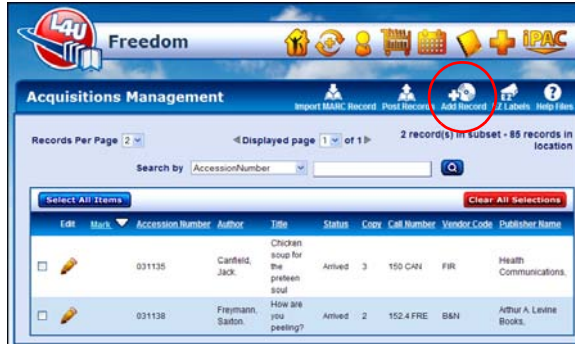 L4U
Freedom
iPAC
Acquisitions Management
Import MARC Record Post Records Add Record EZ Labels Help Files
Records Per Page 2 Displayed page 1 of 1 2 record(s) in subset - 85 records in location
Search by AccessionNumber
Select All Items Clear All Selections
Edit Mark Accession Number Author Title Status Copy Call Number Vendor Code Publisher Name
031135 Canfield, Jack. Chicken soup for the preteen soul Arrived 3 150 CAN FIR Health Communications,
031138 Freymann, Saxton. How are you peeling? Arrived 2 152.4 FRE B&N Arthur A. Levine Books,